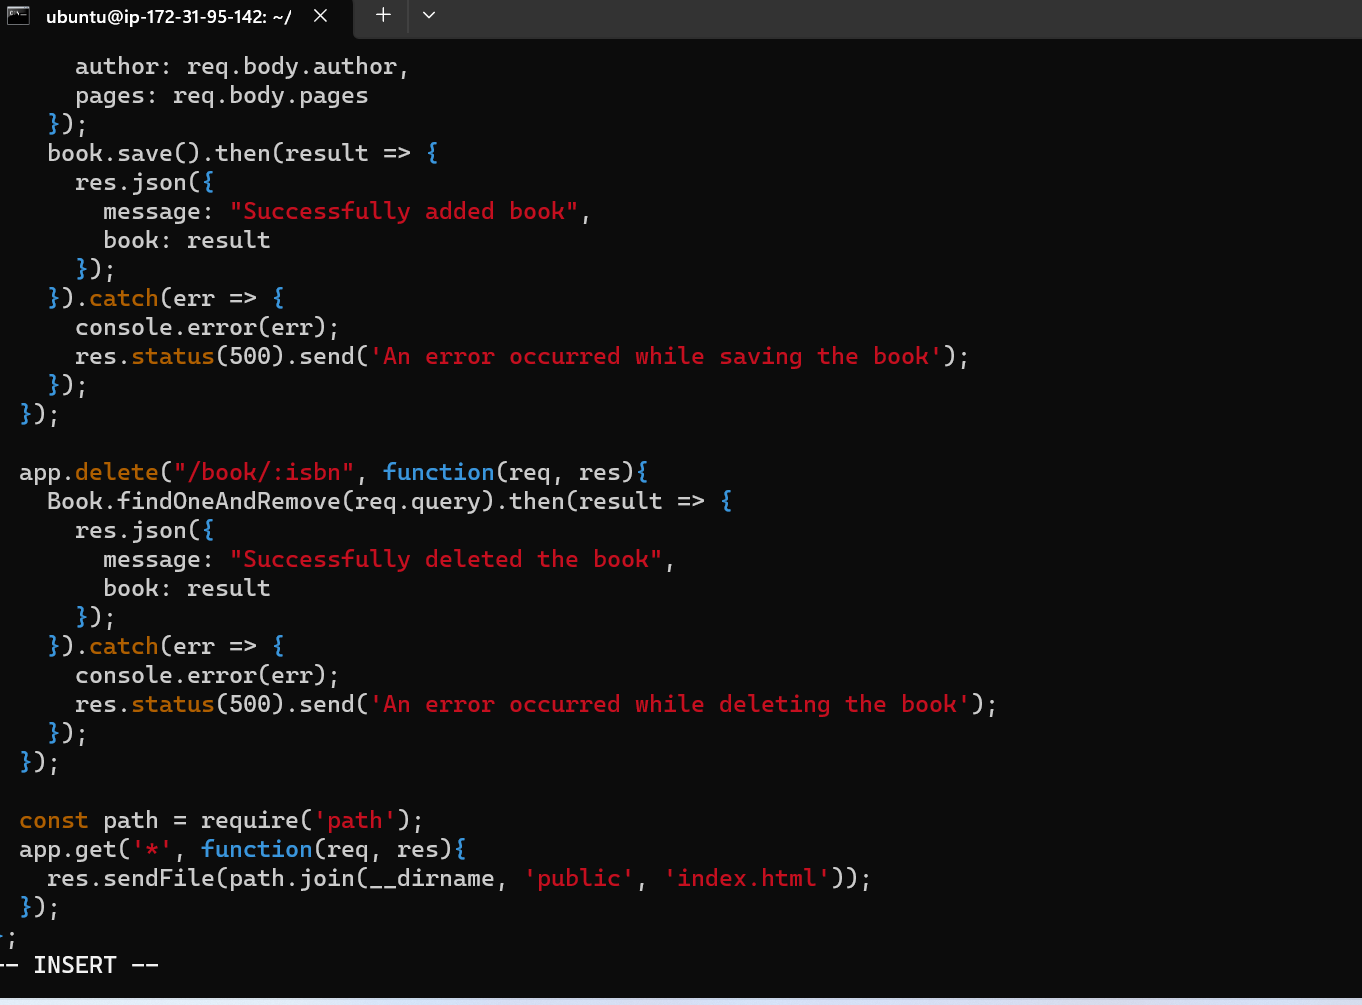 ubuntu@ip-172-31-95-142: ~/
    author: req.body.author,
    pages: req.body.pages
  });
  book.save().then(result => {
    res.json({
      message: "Successfully added book",
      book: result
    });
  }).catch(err => {
    console.error(err);
    res.status(500).send('An error occurred while saving the book');
  });
});

app.delete("/book/:isbn", function(req, res){
  Book.findOneAndRemove(req.query).then(result => {
    res.json({
      message: "Successfully deleted the book",
      book: result
    });
  }).catch(err => {
    console.error(err);
    res.status(500).send('An error occurred while deleting the book');
  });
});

const path = require('path');
app.get('*', function(req, res){
  res.sendFile(path.join(__dirname, 'public', 'index.html'));
});
};
-- INSERT --